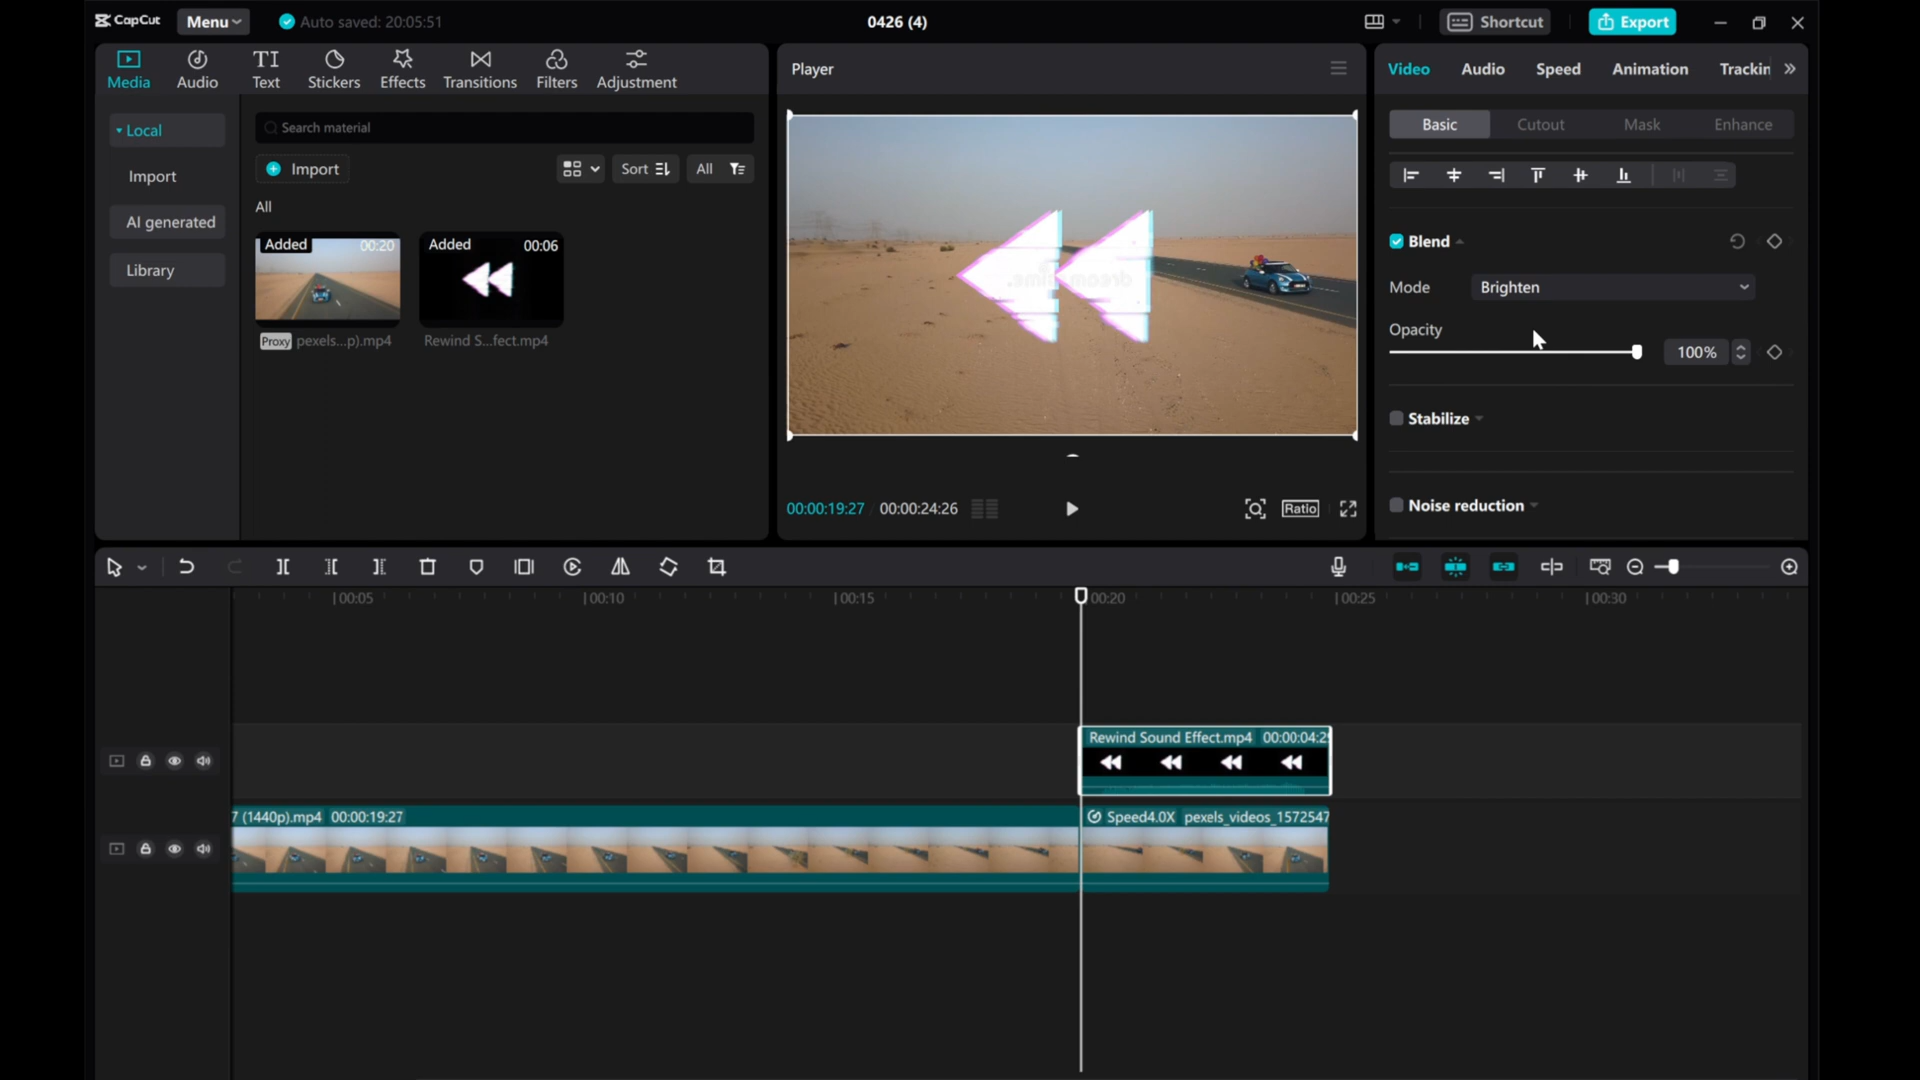 CapCut
Menu
Auto saved: 20:05:51
0426 (4)
Shortcut
Export
Media
Audio
Text
Stickers
Effects
Transitions
Filters
Adjustment
Local
Import
AI generated
Library
Search material
Import
Sort
All
All
Added
00:20
Added
00:06
Proxy pexels...p).mp4
Rewind S...fect.mp4
Player
00:00:19:27
00:00:24:26
Ratio
Video
Audio
Speed
Animation
Trackin
Basic
Cutout
Mask
Enhance
Blend
Mode
Brighten
Opacity
100%
Stabilize
Noise reduction
00:05
00:10
00:15
00:20
00:25
00:30
Rewind Sound Effect.mp4 00:00:04:29
7 (1440p).mp4 00:00:19:27
Speed4.0X pexels_videos_1572547